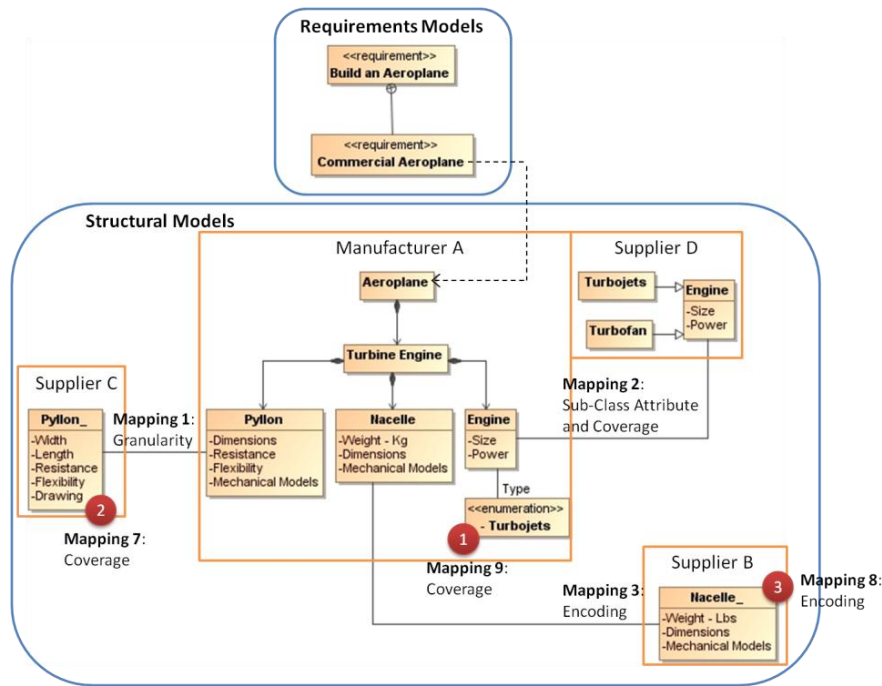 Requirements Models
<<requirement>>
Build an Aeroplane
<<requirement>>
Commercial Aeroplane
Structural Models
Manufacturer A
Aeroplane
Turbine Engine
Pyllon
-Dimensions
-Resistance
-Flexibility
-Mechanical Models
Nacelle
-Weight - Kg
-Dimensions
-Mechanical Models
Engine
-Size
-Power
Type
<<enumeration>>
- Turbojets
1
Mapping 9:
Coverage
Supplier D
Turbojets
Turbofan
Engine
-Size
-Power
Mapping 2:
Sub-Class Attribute
and Coverage
Supplier C
Pyllon_
-Width
-Length
-Resistance
-Flexibility
-Drawing
2
Mapping 7:
Coverage
Mapping 1:
Granularity
Mapping 3:
Encoding
Supplier B
Nacelle_
-Weight - Lbs
-Dimensions
-Mechanical Models
3
Mapping 8:
Encoding